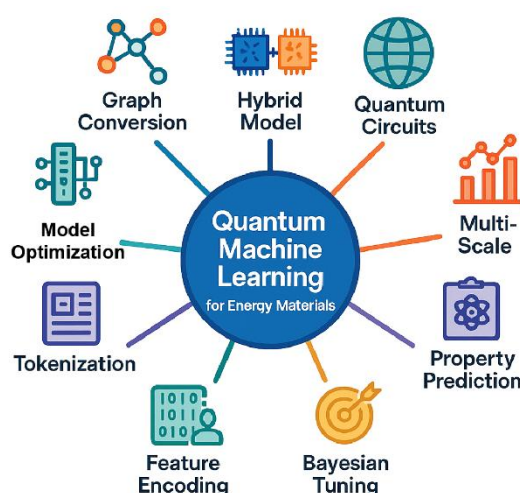 Graph
Conversion
Hybrid
Model
Quantum
Circuits
Model
Optimization
Quantum
Machine
Learning
for Energy Materials
Multi-
Scale
Tokenization
Property
Prediction
Feature
Encoding
Bayesian
Tuning